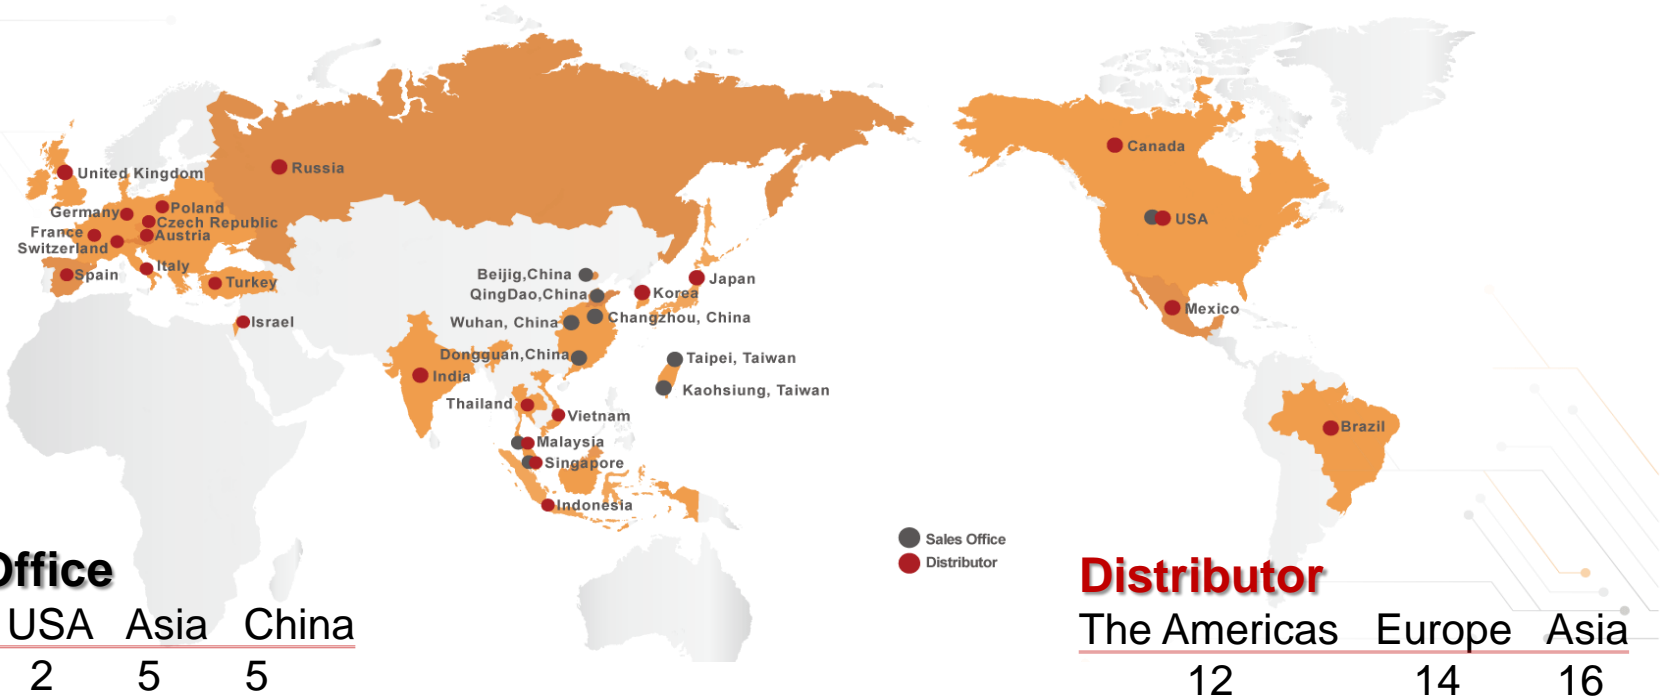 Canada
United Kingdom
Russia
Germany
Poland
Czech Republic
France
Austria
USA
Switzerland
Italy
Spain
Turkey
Beijig,China
Japan
QingDao,China
Korea
Mexico
Israel
Wuhan, China
Changzhou, China
Dongguan,China
Taipei, Taiwan
India
Kaohsiung, Taiwan
Thailand
Vietnam
Brazil
Malaysia
Singapore
Indonesia
Sales Office
Distributor
Office
USA Asia China
2 5 5
Distributor
The Americas Europe Asia
12 14 16